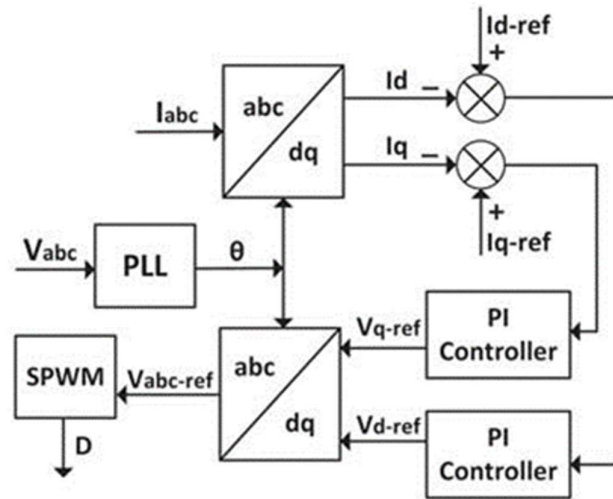 Id-ref
+
Iabc
abc
dq
Id
−
Iq
−
+
Iq-ref
Vabc
PLL
θ
SPWM
Vabc-ref
abc
dq
Vq-ref
PI
Controller
Vd-ref
PI
Controller
D